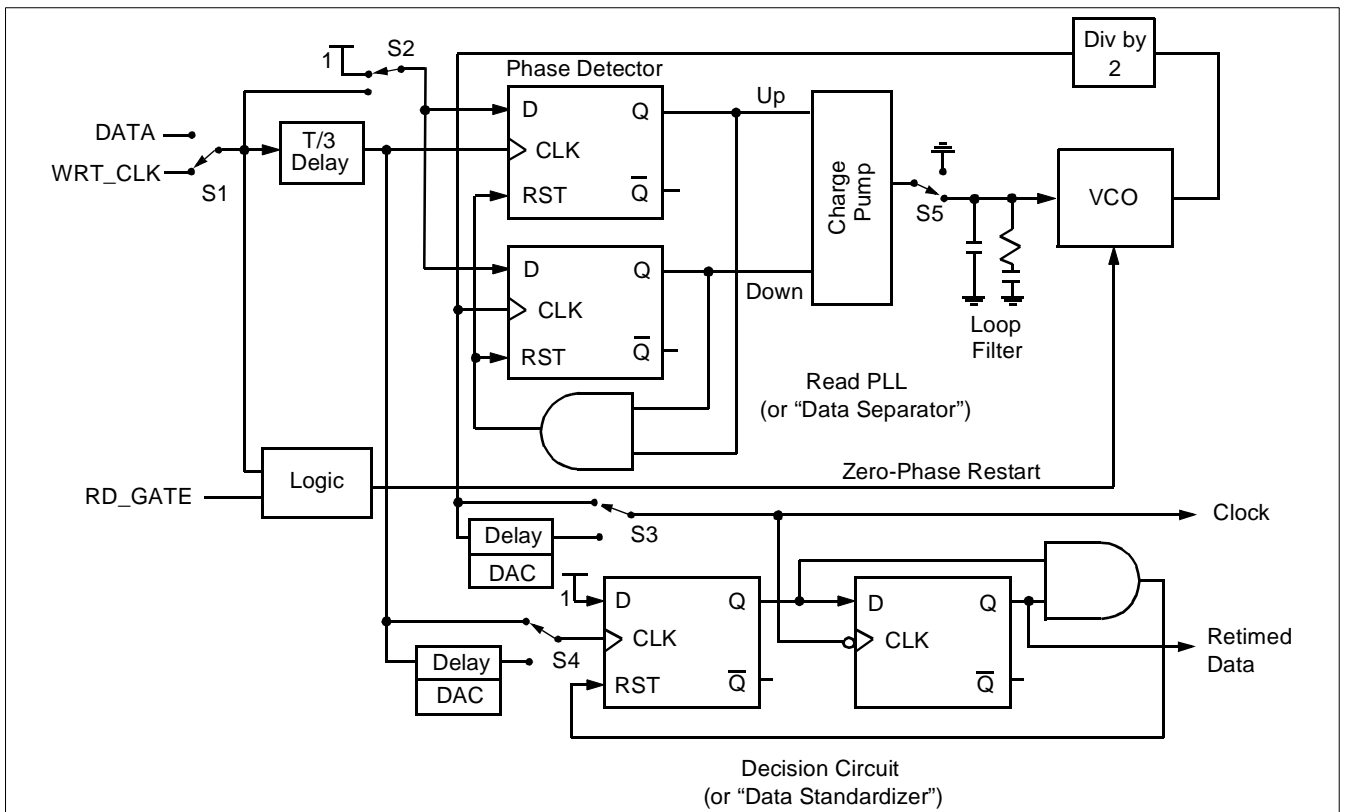 Div by
2
1
S2
Phase Detector
D
Q
Up
DATA
T/3
Delay
CLK
WRT_CLK
S1
RST
Q̅
Charge
Pump
S5
VCO
D
Q
Down
CLK
RST
Q̅
Loop
Filter
Read PLL
(or “Data Separator”)
Logic
Zero-Phase Restart
RD_GATE
Clock
Delay
S3
DAC
1
D
Q
D
Q
S4
CLK
CLK
Retimed
Data
Delay
DAC
RST
Q̅
Q̅
Decision Circuit
(or “Data Standardizer”)